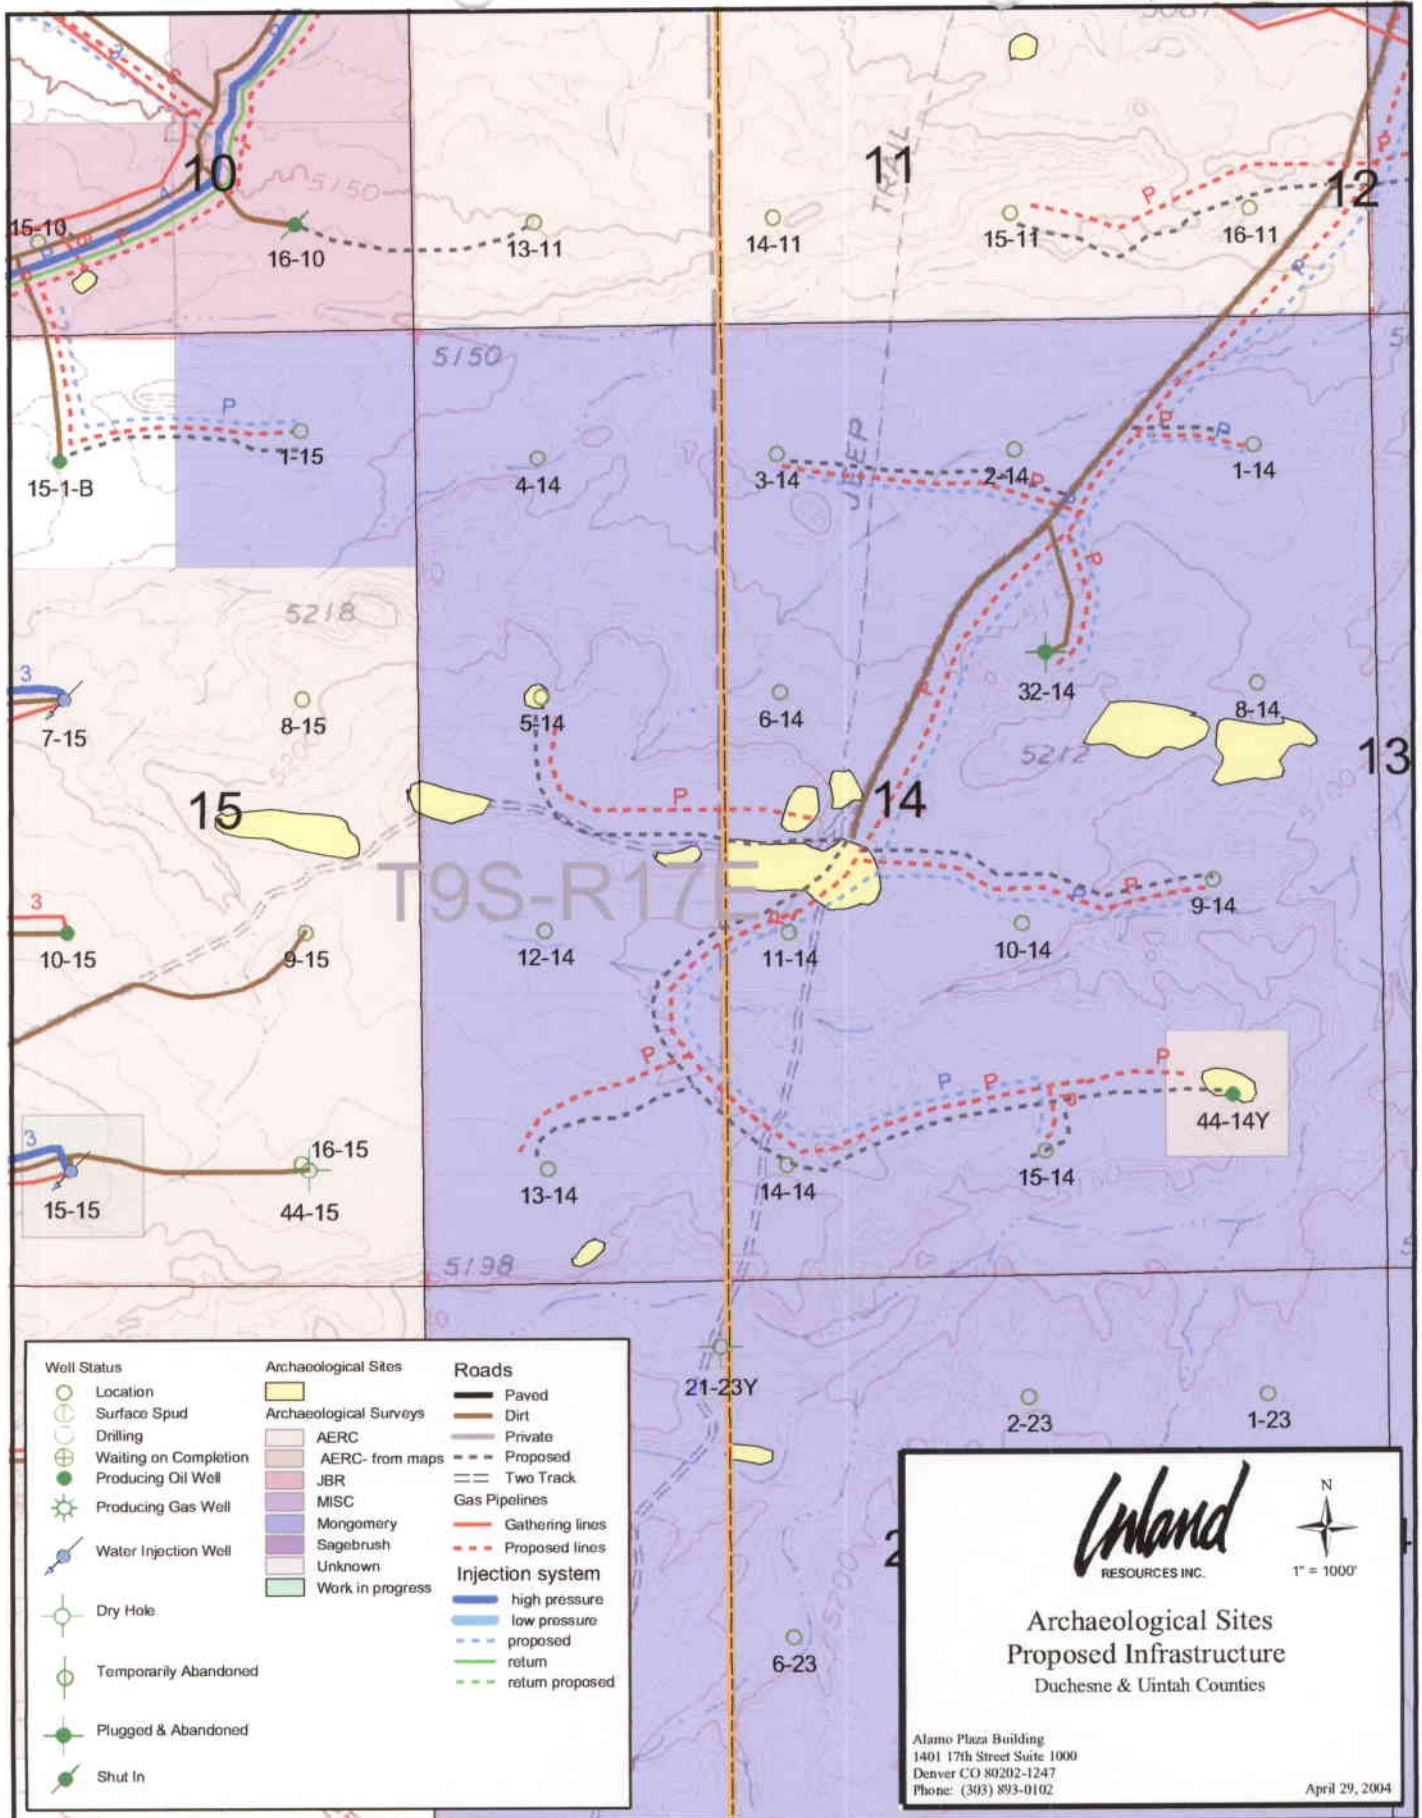 10
11
TRAIL
12
5150
15-10
16-10
13-11
14-11
15-11
16-11
P
5150
JEEP
15-1-B
1-15
4-14
3-14
2-14
1-14
5218
3
7-15
8-15
5-14
6-14
32-14
8-14
5212
13
15
14
T9S-R17E
5100
5200
3
10-15
9-15
12-14
11-14
10-14
9-14
44-14Y
3
16-15
15-15
44-15
13-14
14-14
15-14
5198
21-23Y
2-23
1-23
6-23
5200
Well Status
Location
Surface Spud
Drilling
Waiting on Completion
Producing Oil Well
Producing Gas Well
Water Injection Well
Dry Hole
Temporarily Abandoned
Plugged & Abandoned
Shut In
Archaeological Sites
Archaeological Surveys
AERC
AERC- from maps
JBR
MISC
Mongomery
Sagebrush
Unknown
Work in progress
Roads
Paved
Dirt
Private
Proposed
Two Track
Gas Pipelines
Gathering lines
Proposed lines
Injection system
high pressure
low pressure
proposed
return
return proposed
Inland
RESOURCES INC.
N
1" = 1000'
Archaeological Sites
Proposed Infrastructure
Duchesne & Uintah Counties
Alamo Plaza Building
1401 17th Street Suite 1000
Denver CO 80202-1247
Phone: (303) 893-0102
April 29, 2004